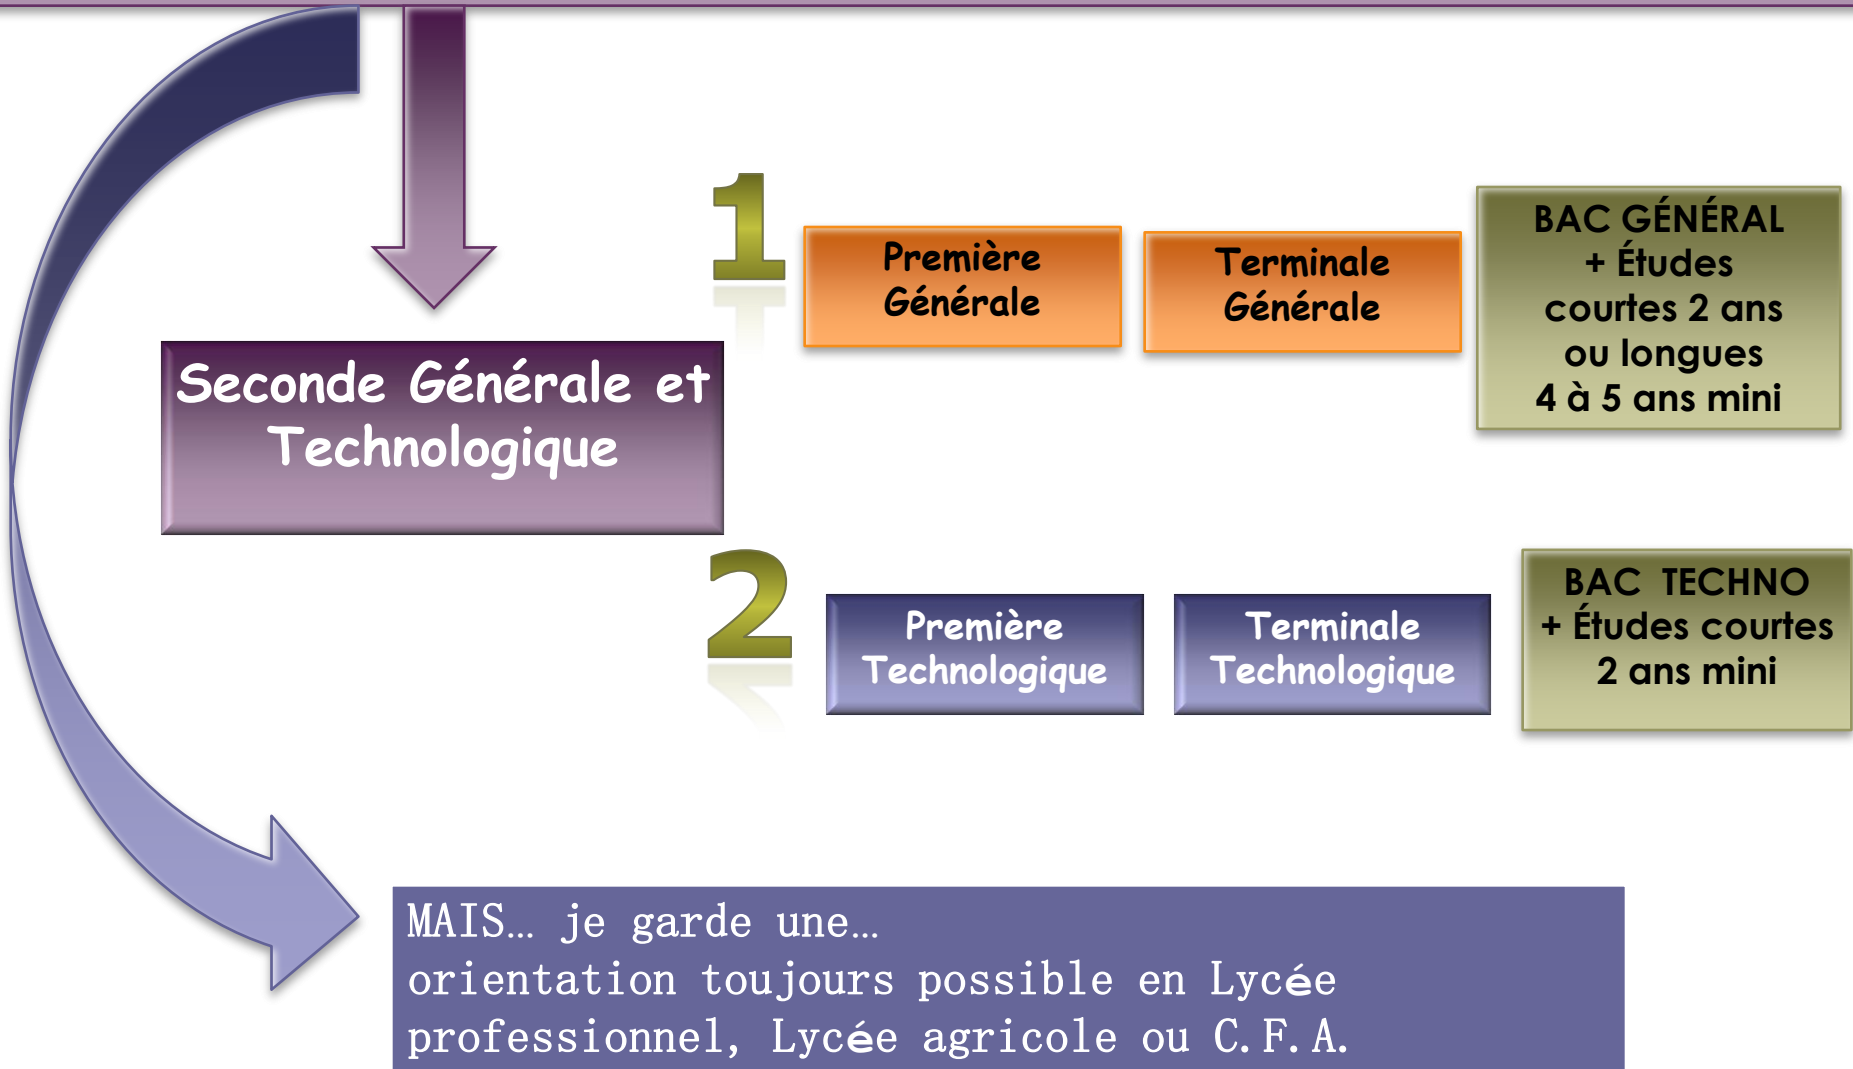 Seconde Générale et
Technologique
1
Première
Générale
Terminale
Générale
BAC GÉNÉRAL
+ Études
courtes 2 ans
ou longues
4 à 5 ans mini
2
Première
Technologique
Terminale
Technologique
BAC TECHNO
+ Études courtes
2 ans mini
MAIS… je garde une…
orientation toujours possible en Lycée
professionnel, Lycée agricole ou C.F.A.